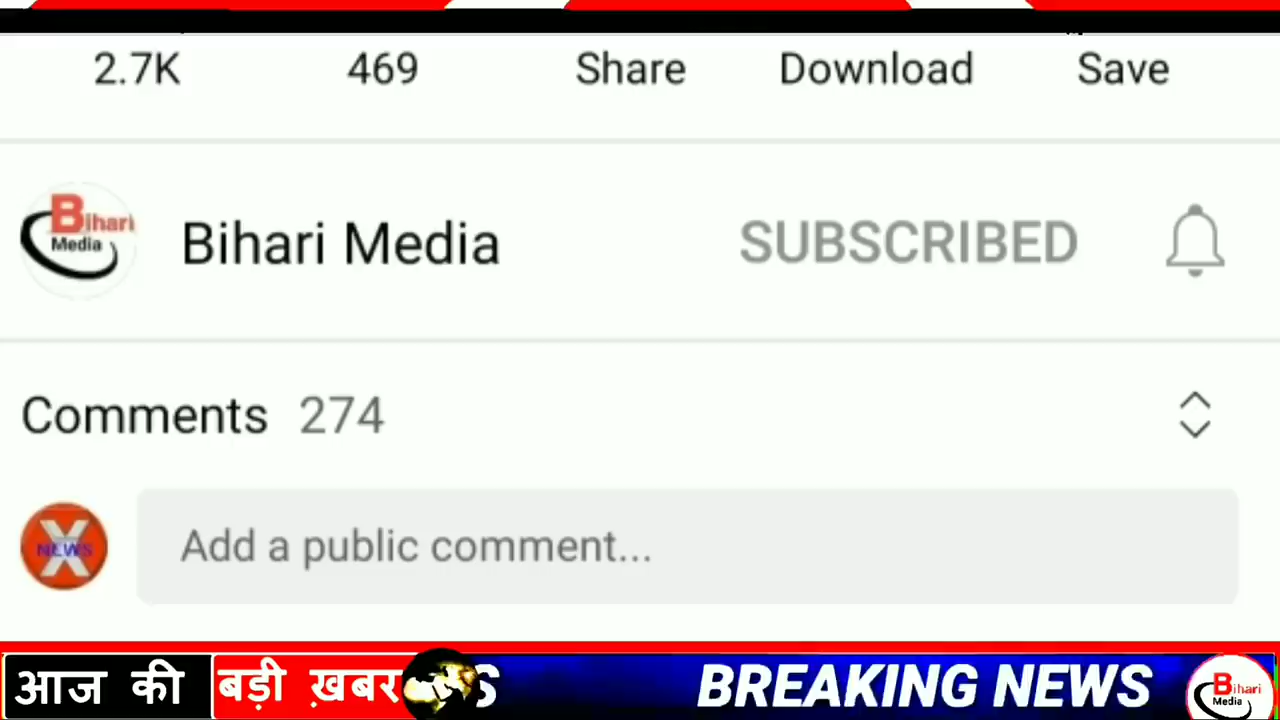 2.7K 469 Share Download Save
Bihari Media Bihari Media SUBSCRIBED
Comments 274
X NEWS Add a public comment...
आज की बड़ी ख़बर S BREAKING NEWS Bihari Media